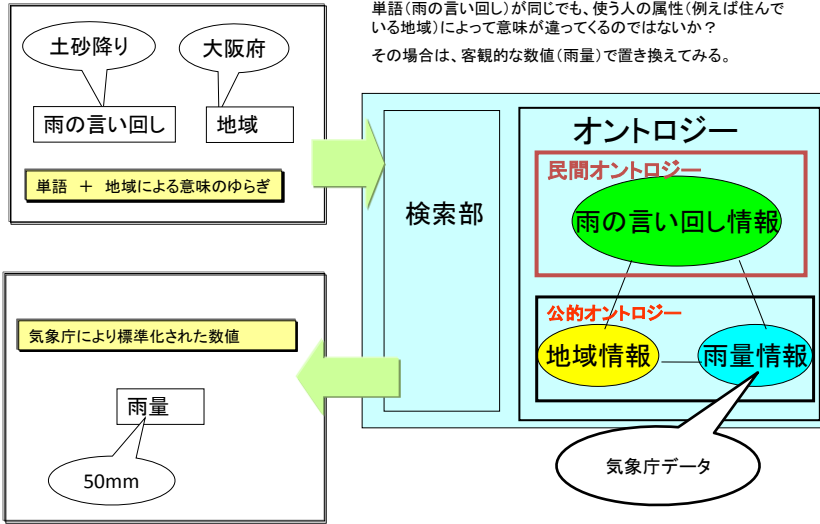 単語(雨の言い回し)が同じでも、使う人の属性(例えば住んで
いる地域)によって意味が違ってくるのではないか?
その場合は、客観的な数値(雨量)で置き換えてみる。
土砂降り
大阪府
雨の言い回し
地域
単語 + 地域による意味のゆらぎ
検索部
オントロジー
民間オントロジー
雨の言い回し情報
公的オントロジー
地域情報
雨量情報
気象庁データ
気象庁により標準化された数値
雨量
50mm